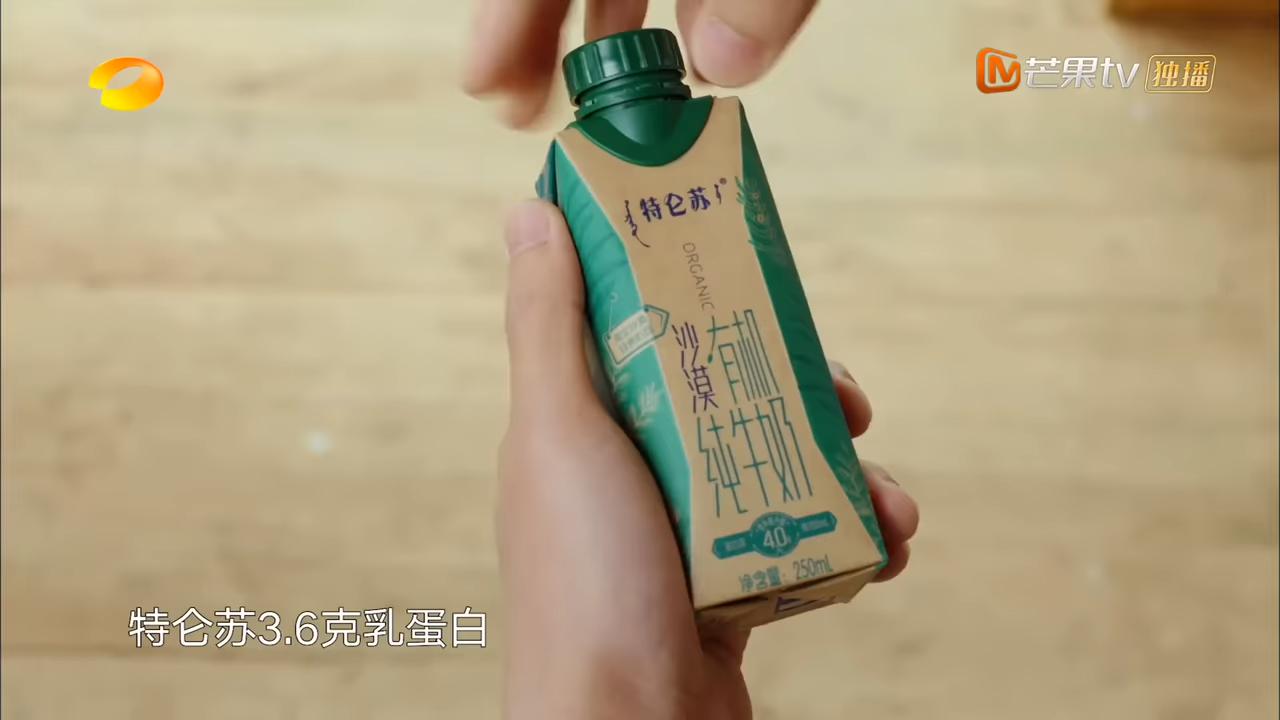 芒果tv 独播
特仑苏
ORGANIC
沙漠
有机
纯牛奶
40
净含量：250mL
特仑苏3.6克乳蛋白